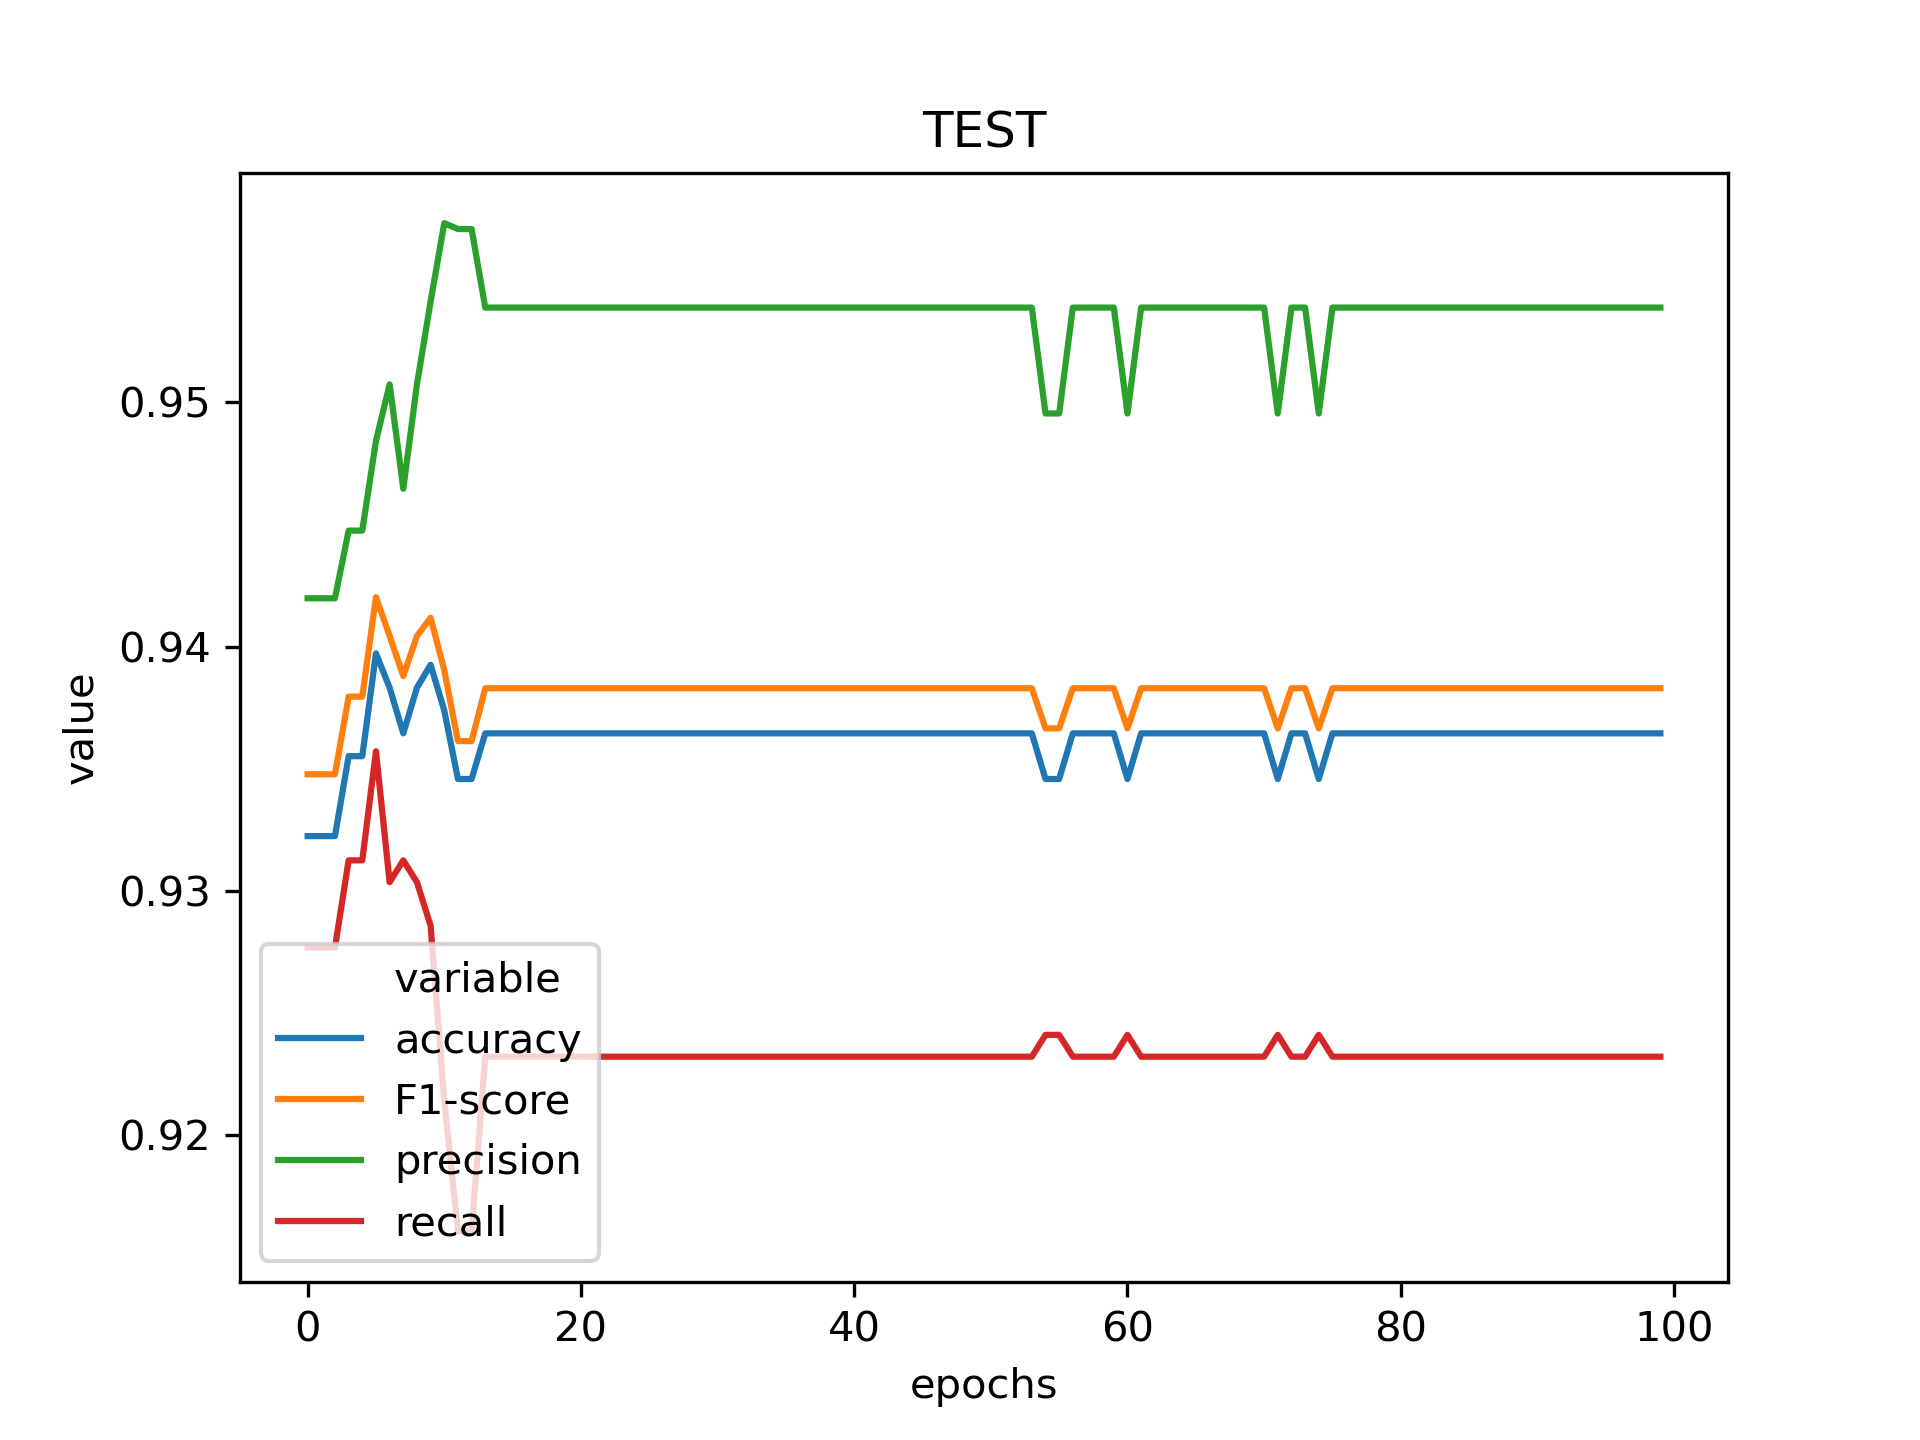 TEST
value
0.95
0.94
0.93
0.92
variable
accuracy
F1-score
precision
recall
0 20 40 60 80 100
epochs